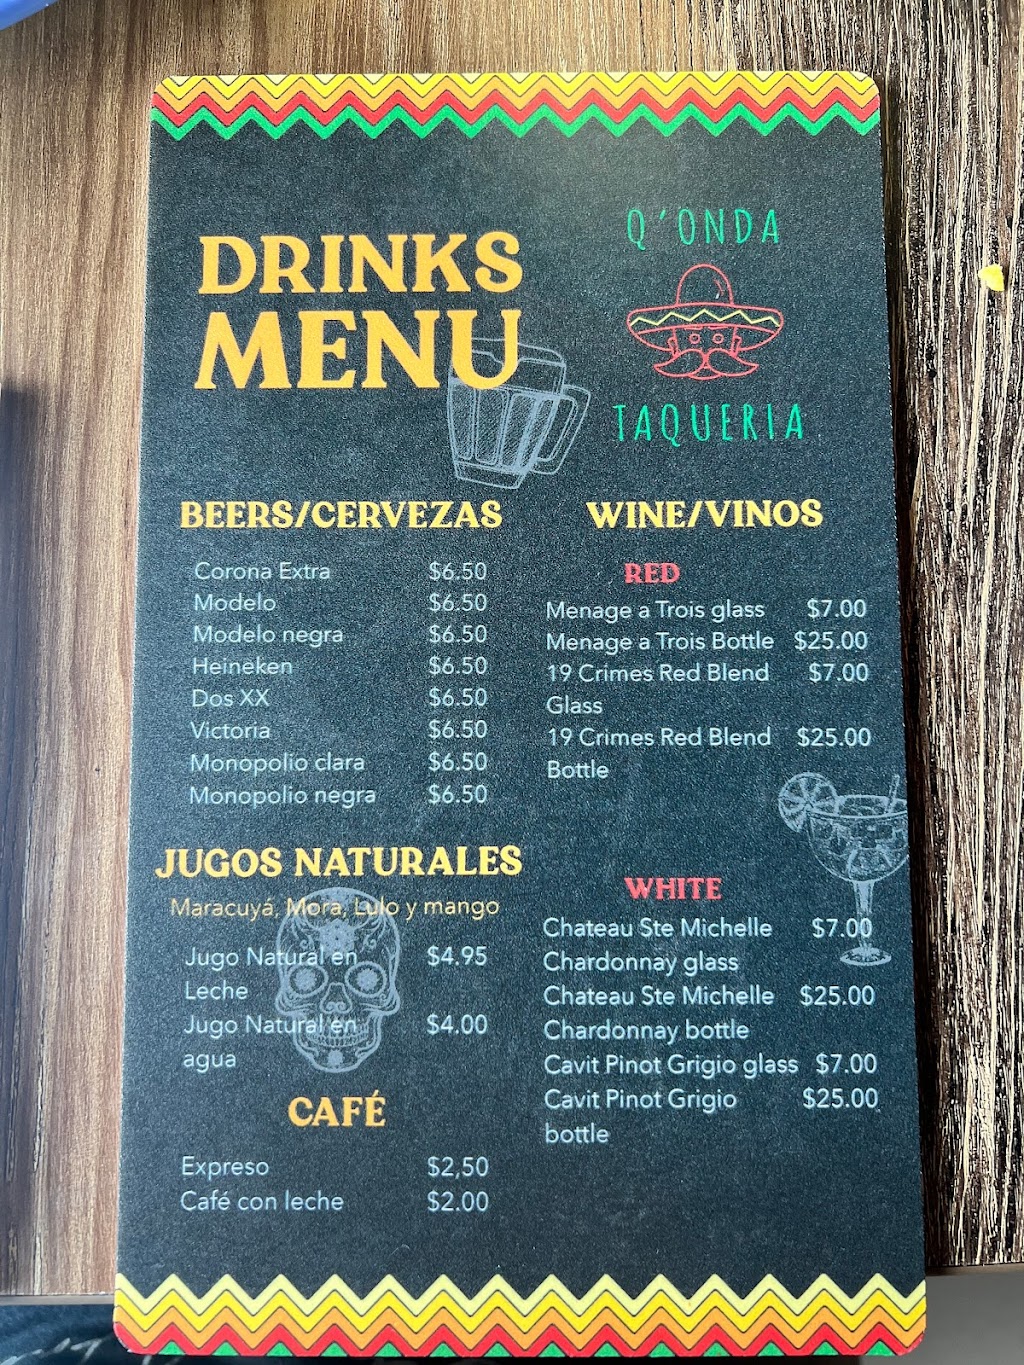 DRINKS
MENU
Q'ONDA
TAQUERIA
BEERS/CERVEZAS
Corona Extra $6.50
Modelo $6.50
Modelo negra $6.50
Heineken $6.50
Dos XX $6.50
Victoria $6.50
Monopolio clara $6.50
Monopolio negra $6.50
JUGOS NATURALES
Maracuyá, Mora, Lulo y mango
Jugo Natural en $4.95
Leche
Jugo Natural en $4.00
agua
CAFÉ
Expreso $2,50
Café con leche $2.00
WINE/VINOS
RED
Menage a Trois glass $7.00
Menage a Trois Bottle $25.00
19 Crimes Red Blend $7.00
Glass
19 Crimes Red Blend $25.00
Bottle
WHITE
Chateau Ste Michelle $7.00
Chardonnay glass
Chateau Ste Michelle $25.00
Chardonnay bottle
Cavit Pinot Grigio glass $7.00
Cavit Pinot Grigio $25.00
bottle